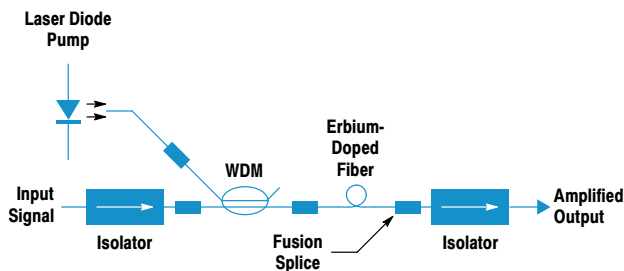 Laser Diode
Pump
Erbium-
Doped
Fiber
WDM
Input
Signal
Amplified
Output
Isolator
Fusion
Splice
Isolator